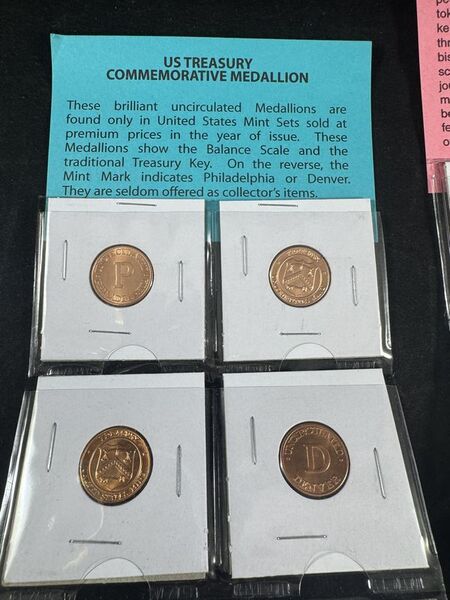 US TREASURY
COMMEMORATIVE MEDALLION
These brilliant uncirculated Medallions are
found only in United States Mint Sets sold at
premium prices in the year of issue. These
Medallions show the Balance Scale and the
traditional Treasury Key. On the reverse, the
Mint Mark indicates Philadelphia or Denver.
They are seldom offered as collector's items.
P
D
DENVER